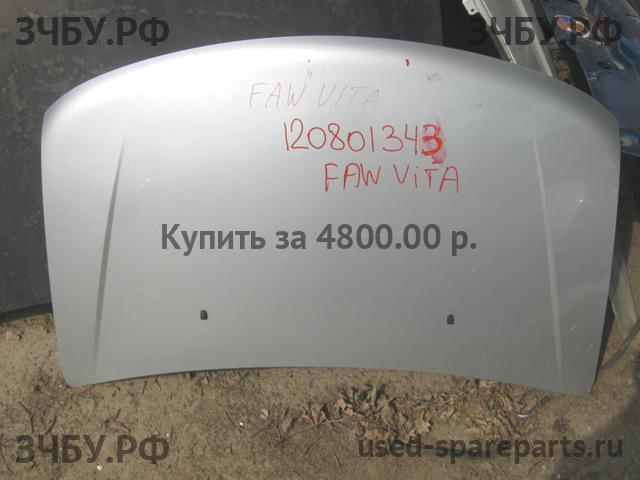 ЗЧБУ.РФ
ЗЧБУ.РФ
FAW VITA
120801343
FAW ViTA
Купить за 4800.00 р.
ЗЧБУ.РФ
used-spareparts.ru